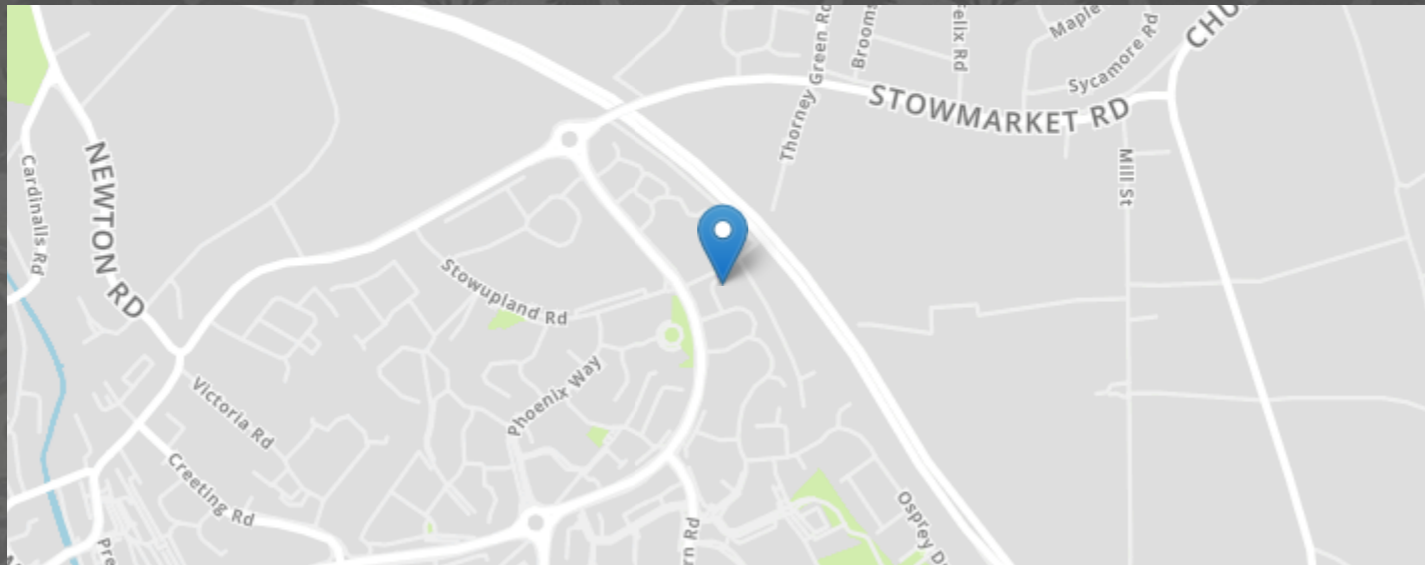 Maple
elix Rd
Brooms
Thorney Green Rd
CHU
Sycamore Rd
STOWMARKET RD
NEWTON RD
Cardinalls Rd
Mill St
Stowupland Rd
Phoenix Way
Victoria Rd
Creeting Rd
Osprey D
rn Rd
Pre